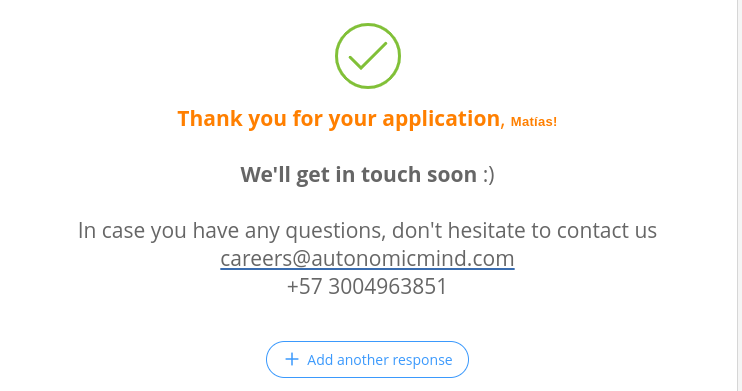 Thank you for your application, Matías!
We'll get in touch soon :)
In case you have any questions, don't hesitate to contact us
careers@autonomicmind.com
+57 3004963851
+ Add another response